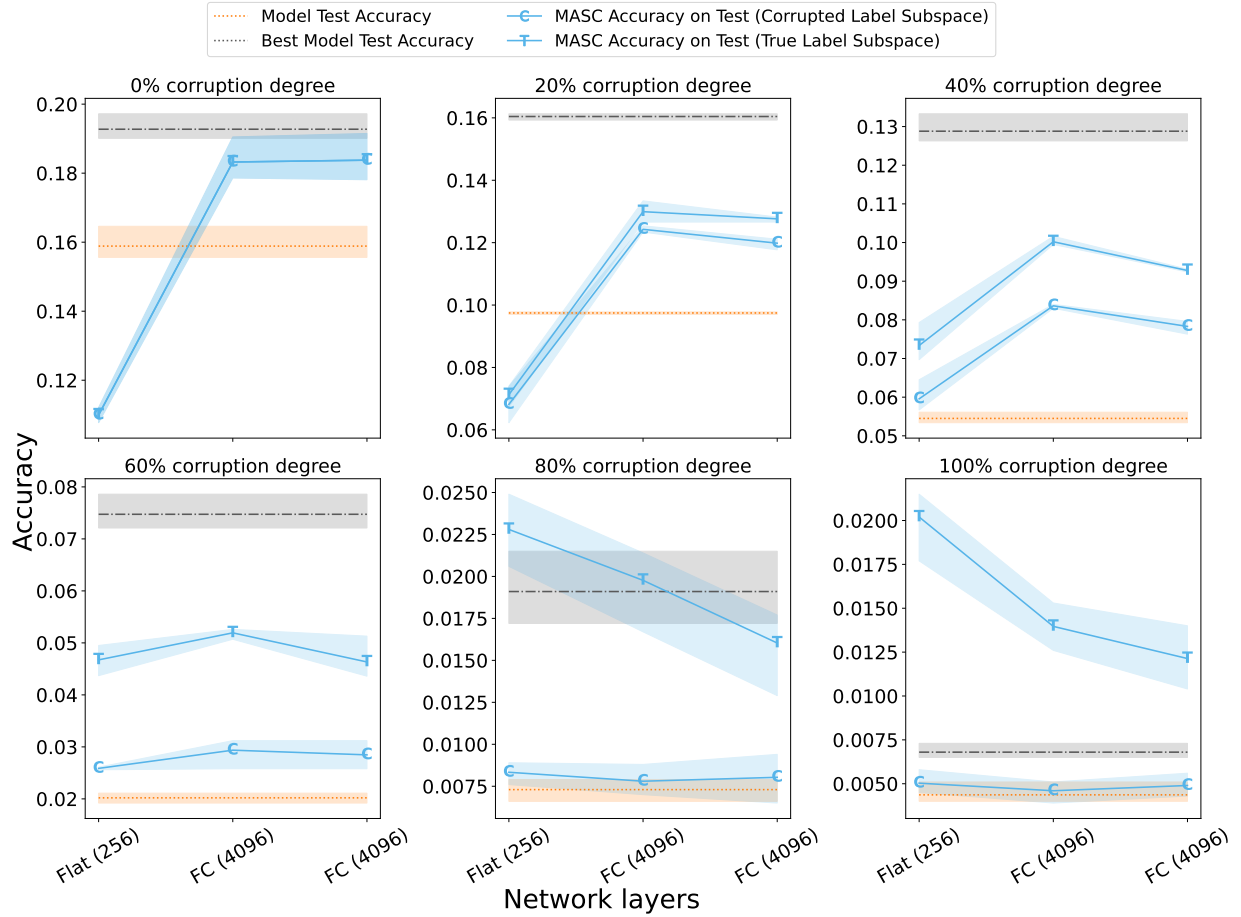 Model Test Accuracy
Best Model Test Accuracy
MASC Accuracy on Test (Corrupted Label Subspace)
MASC Accuracy on Test (True Label Subspace)
0% corruption degree
0.20
0.18
0.16
0.14
0.12
20% corruption degree
0.16
0.14
0.12
0.10
0.08
0.06
40% corruption degree
0.13
0.12
0.11
0.10
0.09
0.08
0.07
0.06
0.05
Accuracy
60% corruption degree
0.08
0.07
0.06
0.05
0.04
0.03
0.02
Flat (256)
FC (4096)
FC (4096)
80% corruption degree
0.0250
0.0225
0.0200
0.0175
0.0150
0.0125
0.0100
0.0075
Flat (256)
FC (4096)
FC (4096)
100% corruption degree
0.0200
0.0175
0.0150
0.0125
0.0100
0.0075
0.0050
Flat (256)
FC (4096)
FC (4096)
Network layers